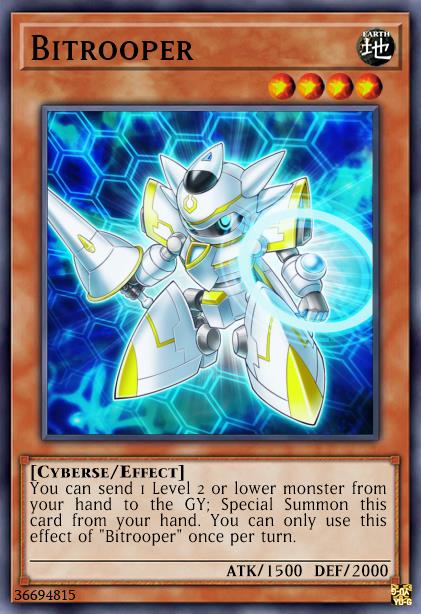 BITROOPER
EARTH
地
[CYBERSE/EFFECT]
You can send 1 Level 2 or lower monster from
your hand to the GY; Special Summon this
card from your hand. You can only use this
effect of "Bitrooper" once per turn.
ATK/1500 DEF/2000
36694815